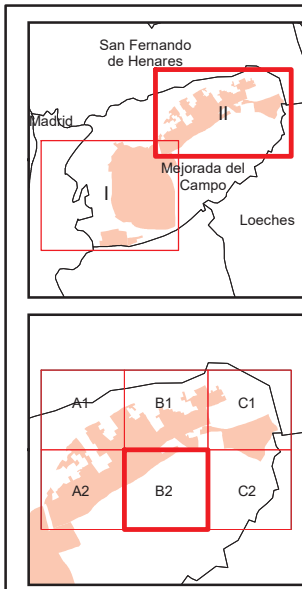 San Fernando
de Henares
II
Madrid
Mejorada del
Campo
I
Loeches
A1
B1
C1
A2
B2
C2